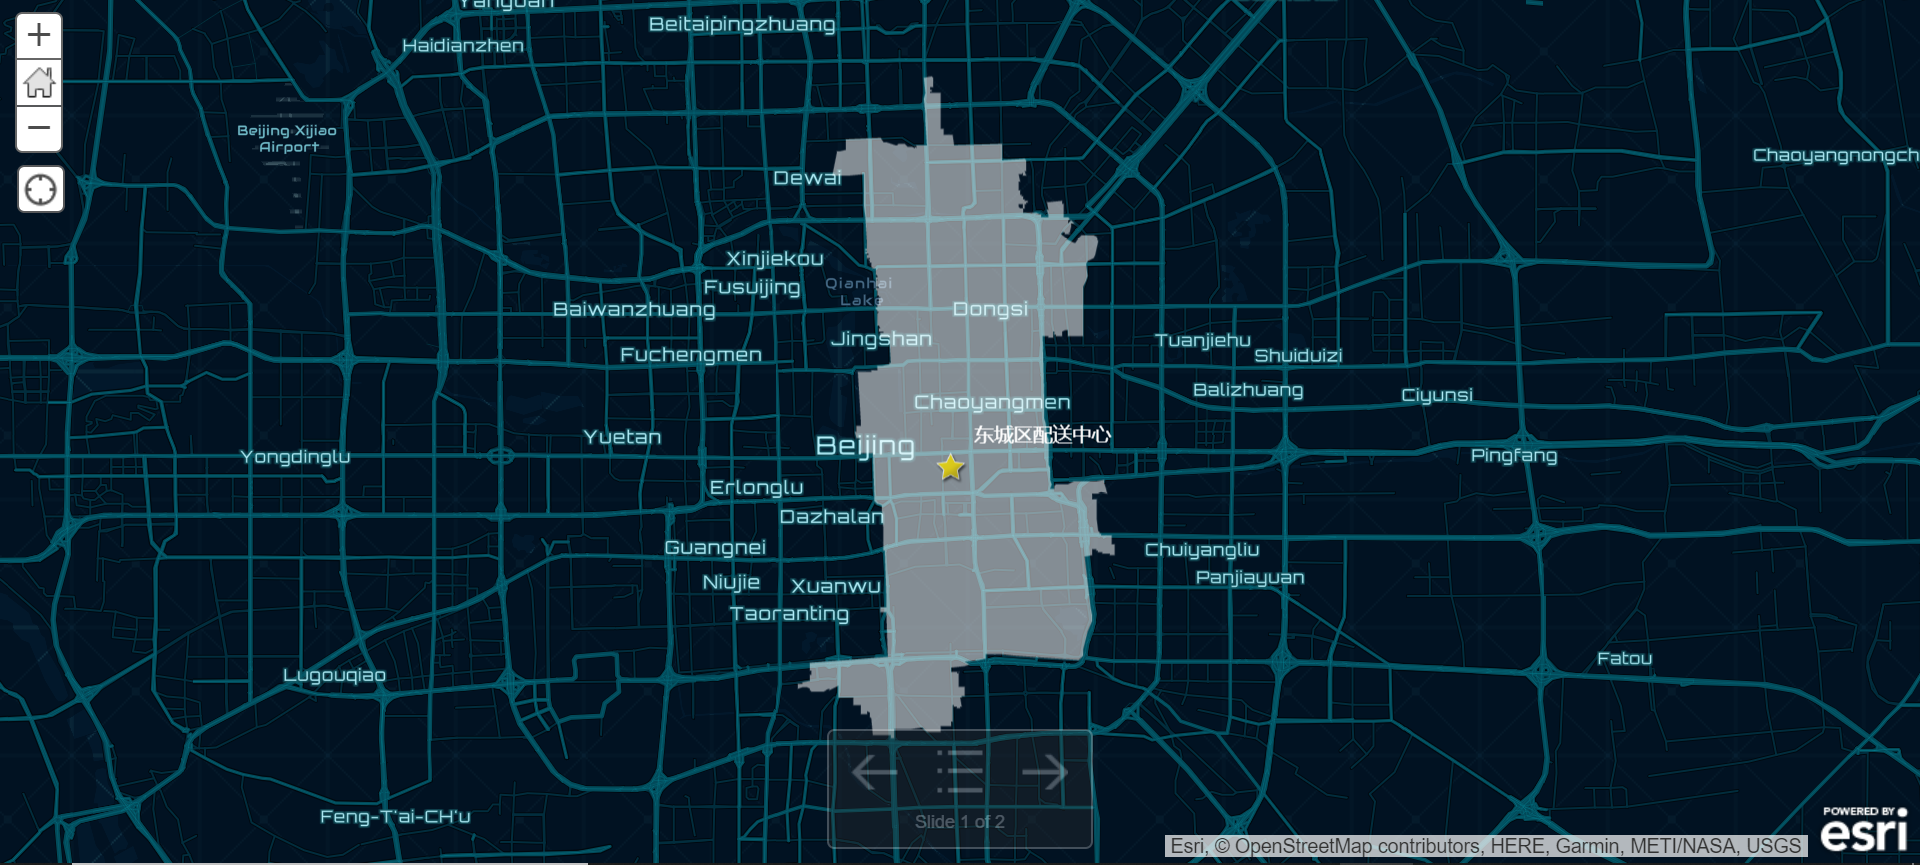 Yanyuan
Beitaipingzhuang
Haidianzhen
Beijing Xijiao
Airport
Chaoyangnongch
Dewai
Xinjiekou
Fusuijing
Qianhai
Lake
Baiwanzhuang
Dongsi
Jingshan
Tuanjiehu
Fuchengmen
Shuiduizi
Balizhuang
Ciyunsi
Chaoyangmen
东城区配送中心
Yuetan
Beijing
Yongdinglu
Pingfang
Erlonglu
Dazhalan
Guangnei
Chuiyangliu
Niujie
Xuanwu
Panjiayuan
Taoranting
Fatou
Lugouqiao
Feng-T'ai-CH'u
Slide 1 of 2
POWERED BY
esri
Esri, © OpenStreetMap contributors, HERE, Garmin, METI/NASA, USGS